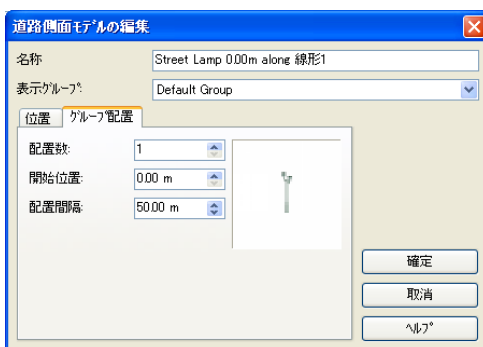 道路側面ﾓﾃﾞﾙの編集
名称 Street Lamp 0.00m along 線形1
表示ｸﾞﾙｰﾌﾟ: Default Group
位置 ｸﾞﾙｰﾌﾟ配置
配置数: 1
開始位置: 0.00 m
配置間隔: 50.00 m
確定
取消
ﾍﾙﾌﾟ